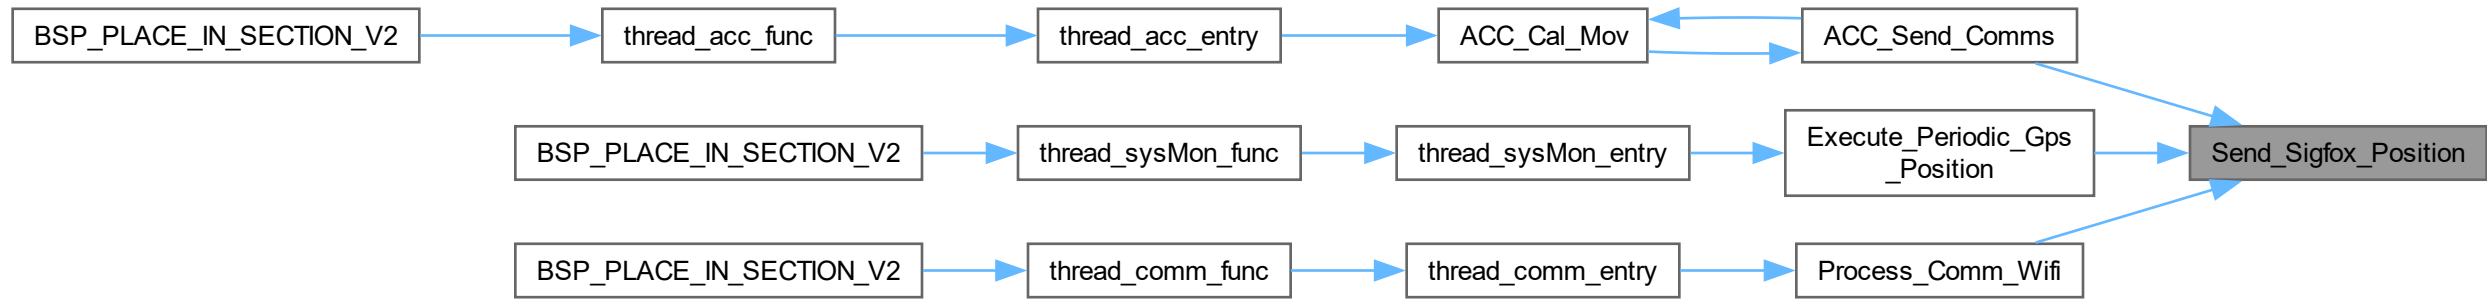 BSP_PLACE_IN_SECTION_V2
thread_acc_func
thread_acc_entry
ACC_Cal_Mov
ACC_Send_Comms
BSP_PLACE_IN_SECTION_V2
thread_sysMon_func
thread_sysMon_entry
Execute_Periodic_Gps
_Position
Send_Sigfox_Position
BSP_PLACE_IN_SECTION_V2
thread_comm_func
thread_comm_entry
Process_Comm_Wifi